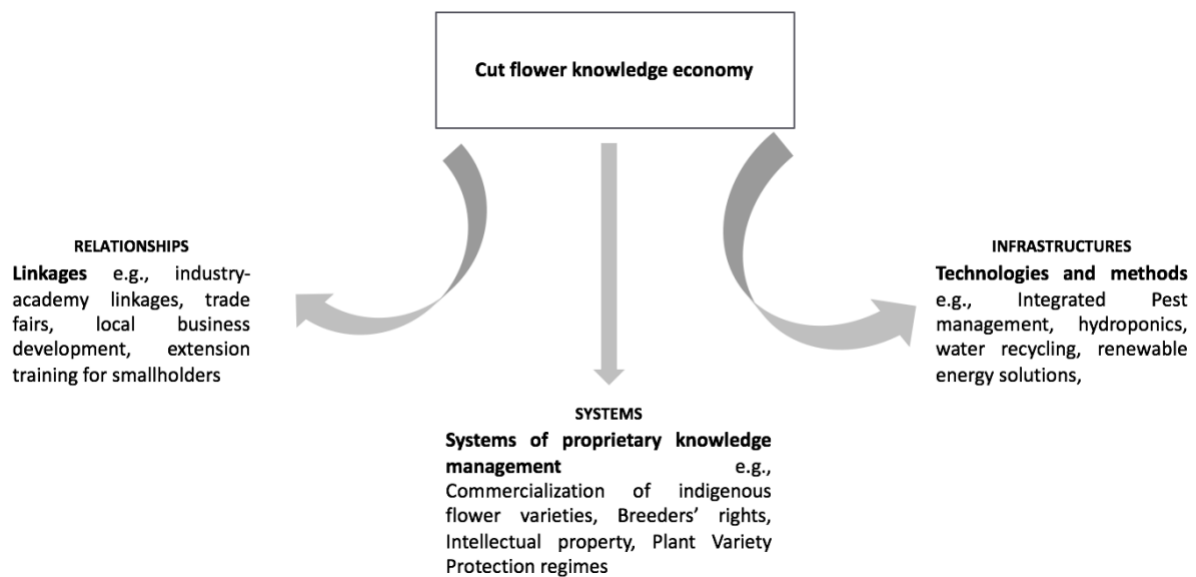 Cut flower knowledge economy
RELATIONSHIPS
Linkages e.g., industry-
academy linkages, trade
fairs, local business
development, extension
training for smallholders
SYSTEMS
Systems of proprietary knowledge
management e.g.,
Commercialization of indigenous
flower varieties, Breeders’ rights,
Intellectual property, Plant Variety
Protection regimes
INFRASTRUCTURES
Technologies and methods
e.g., Integrated Pest
management, hydroponics,
water recycling, renewable
energy solutions,